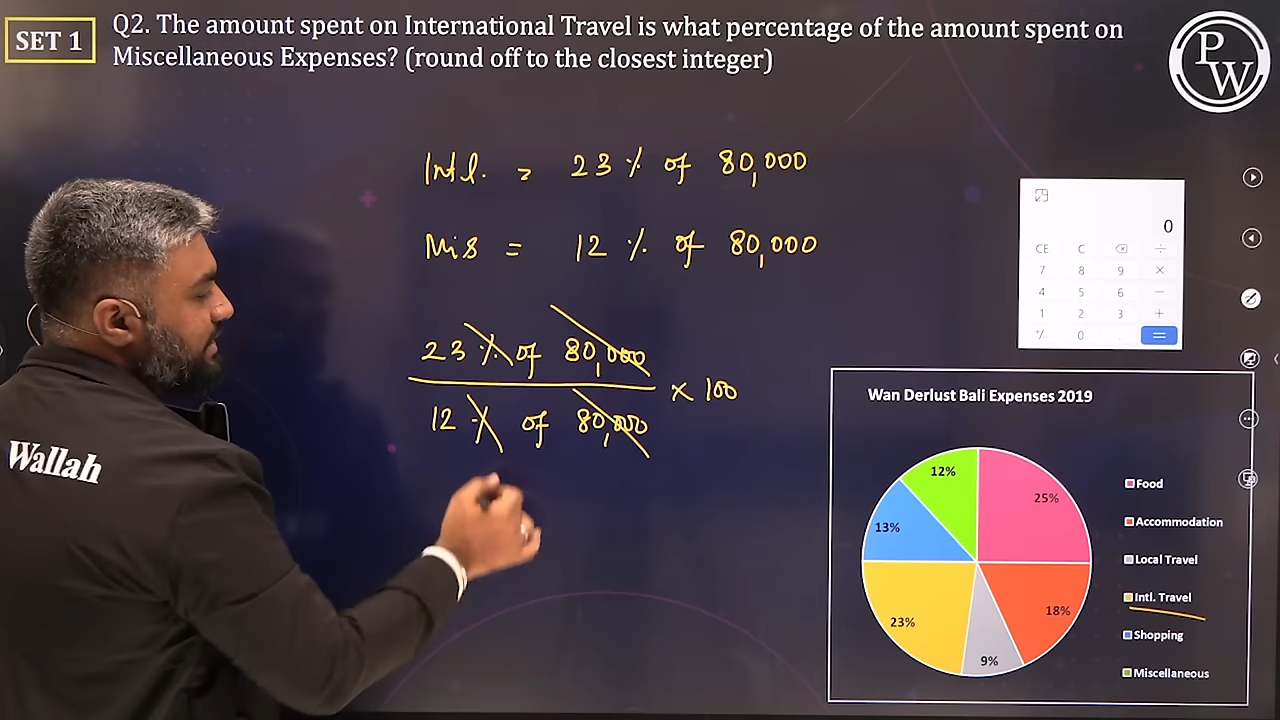 SET 1
Q2. The amount spent on International Travel is what percentage of the amount spent on
Miscellaneous Expenses? (round off to the closest integer)
P
W
Intl. = 23 % of 80,000
Mis = 12 % of 80,000
23 % of 80,000
12 % of 80,000
× 100
Wallah
0
CE C ÷
7 8 9 ×
4 5 6 −
1 2 3 +
+/− 0 . =
Wan Derlust Bali Expenses 2019
12%
25%
13%
18%
23%
9%
Food
Accommodation
Local Travel
Intl. Travel
Shopping
Miscellaneous